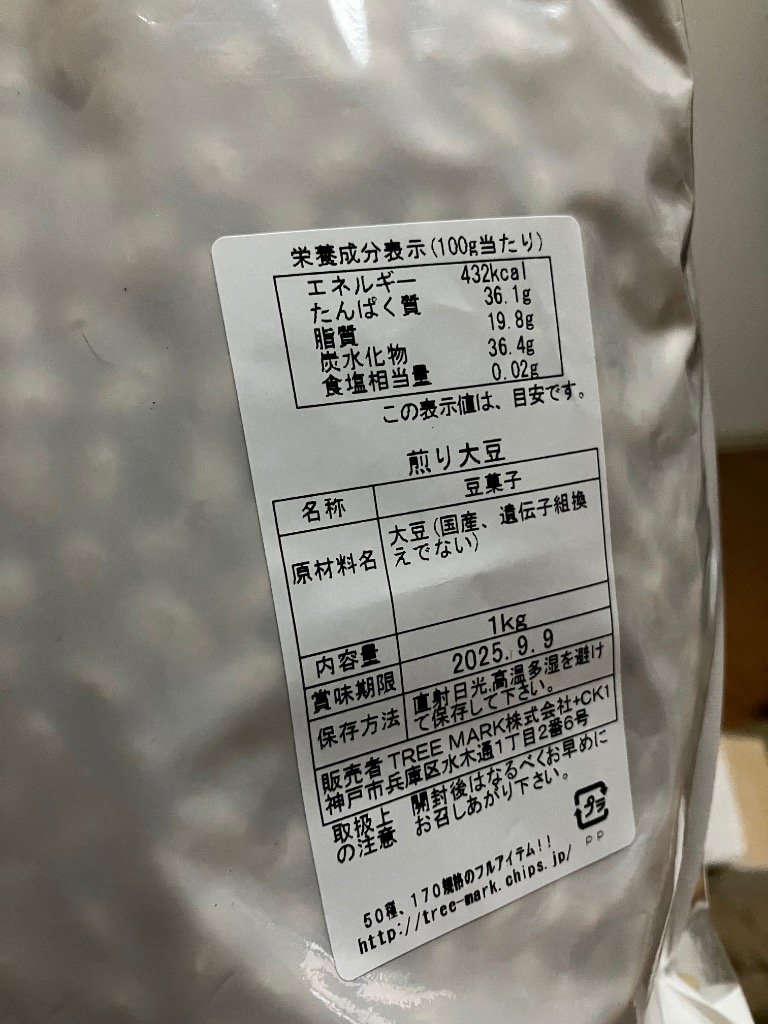 栄養成分表示(100g当たり)
エネルギー 432kcal
たんぱく質 36.1g
脂質 19.8g
炭水化物 36.4g
食塩相当量 0.02g
この表示値は、目安です。
煎り大豆
名称 豆菓子
原材料名 大豆(国産、遺伝子組換
えでない)
内容量 1kg
賞味期限 2025.9.9
保存方法 直射日光、高温多湿を避け
て保存して下さい。
販売者 TREE MARK株式会社+CK1
神戸市兵庫区水木通1丁目2番6号
取扱上 開封後はなるべくお早めに
の注意 お召しあがり下さい。
プラ
PP
50種、170規格のフルアイテム!!
http://tree-mark.chips.jp/